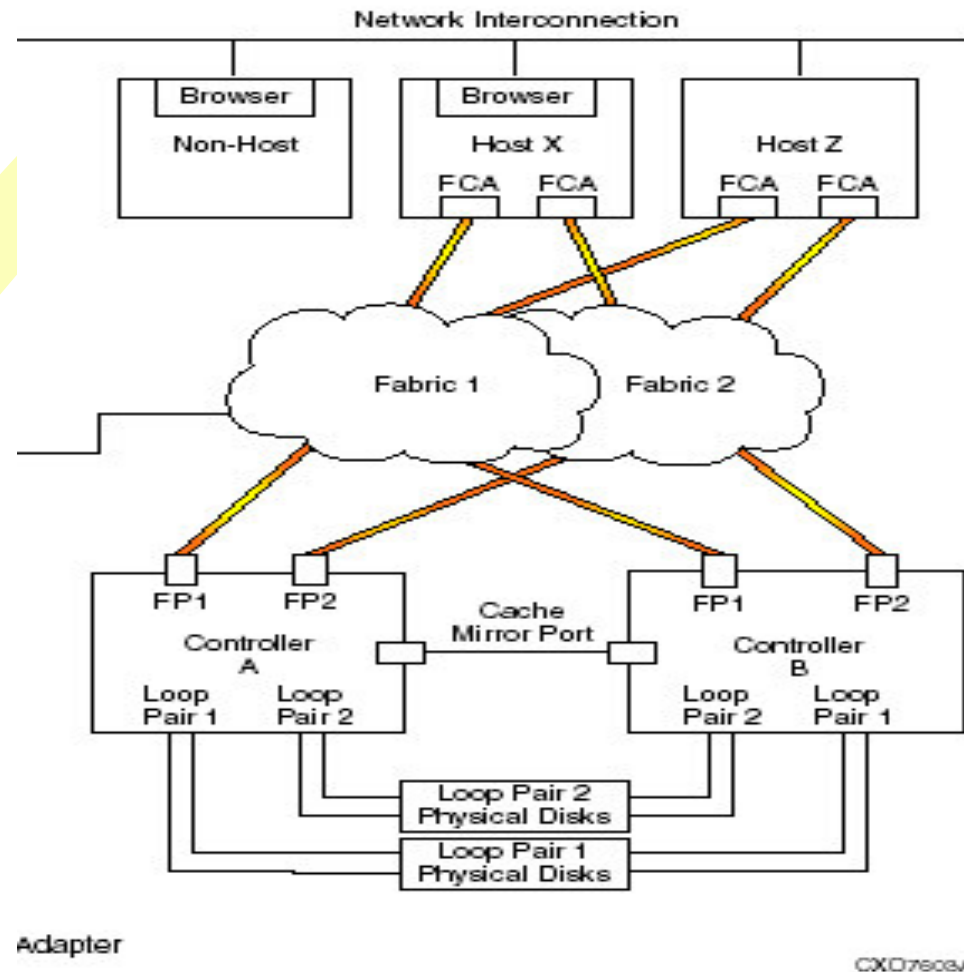 Network Interconnection
Browser
Non-Host
Browser
Host X
FCA FCA
Host Z
FCA FCA
Fabric 1
Fabric 2
FP1 FP2
Controller
A
Loop
Pair 1
Loop
Pair 2
Cache
Mirror Port
FP1 FP2
Controller
B
Loop
Pair 2
Loop
Pair 1
Loop Pair 2
Physical Disks
Loop Pair 1
Physical Disks
Adapter